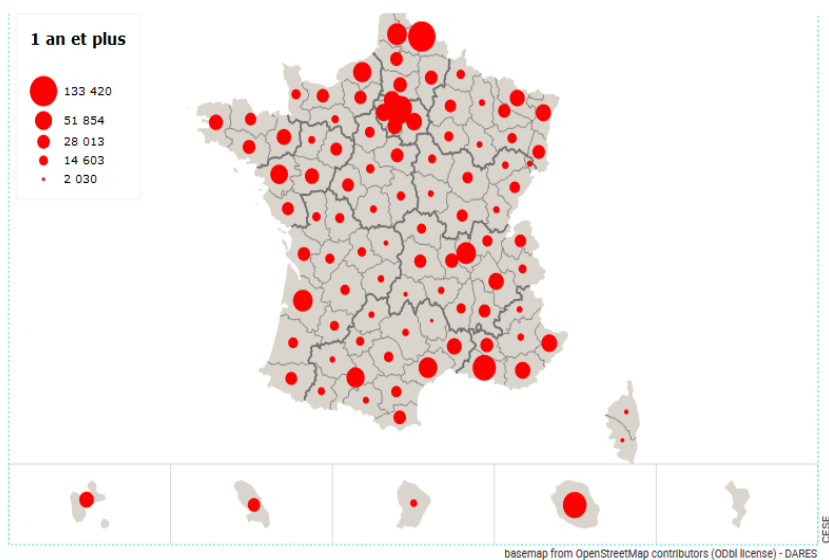 1 an et plus
133 420
51 854
28 013
14 603
2 030
CESE
basemap from OpenStreetMap contributors (ODbl license) - DARES